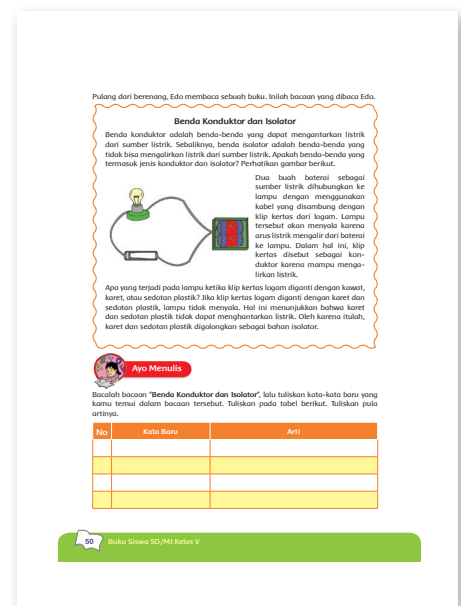 Pulang dari berenang, Edo membaca sebuah buku. Inilah bacaan yang dibaca Edo.
Benda Konduktor dan Isolator
Benda konduktor adalah benda-benda yang dapat mengantarkan listrik
dari sumber listrik. Sebaliknya, benda isolator adalah benda-benda yang
tidak bisa mengalirkan listrik dari sumber listrik. Apakah benda-benda yang
termasuk jenis konduktor dan isolator? Perhatikan gambar berikut.
Dua buah baterai sebagai
sumber listrik dihubungkan ke
lampu dengan menggunakan
kabel yang disambung dengan
klip kertas dari logam. Lampu
tersebut akan menyala karena
arus listrik mengalir dari baterai
ke lampu. Dalam hal ini, klip
kertas disebut sebagai kon-
duktor karena mampu menga-
lirkan listrik.
Apa yang terjadi pada lampu ketika klip kertas logam diganti dengan kawat,
karet, atau sedotan plastik? Jika klip kertas logam diganti dengan karet dan
sedotan plastik, lampu tidak menyala. Hal ini menunjukkan bahwa karet
dan sedotan plastik tidak dapat menghantarkan listrik. Oleh karena itulah,
karet dan sedotan plastik digolongkan sebagai bahan isolator.
Ayo Menulis
Bacalah bacaan "Benda Konduktor dan Isolator", lalu tuliskan kata-kata baru yang
kamu temui dalam bacaan tersebut. Tuliskan pada tabel berikut. Tuliskan pula
artinya.
No Kata Baru Arti
50 Buku Siswa SD/MI Kelas V